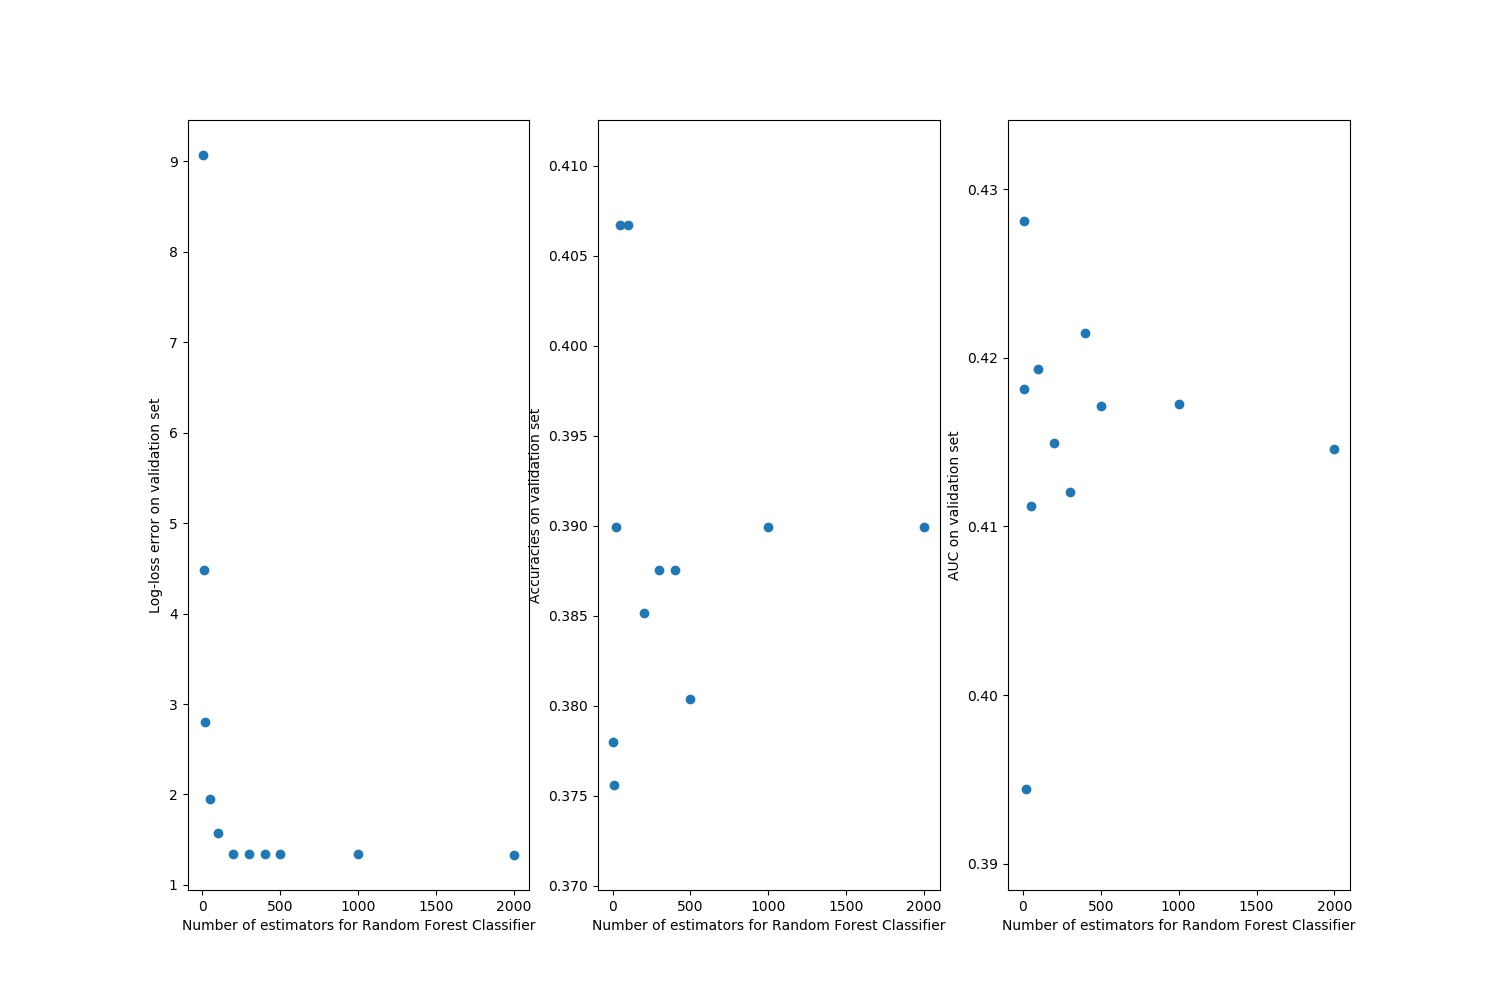 9
8
7
6
5
4
3
2
1
Log-loss error on validation set
0 500 1000 1500 2000
Number of estimators for Random Forest Classifier
0.410
0.405
0.400
0.395
0.390
0.385
0.380
0.375
0.370
Accuracies on validation set
0 500 1000 1500 2000
Number of estimators for Random Forest Classifier
0.43
0.42
0.41
0.40
0.39
AUC on validation set
0 500 1000 1500 2000
Number of estimators for Random Forest Classifier